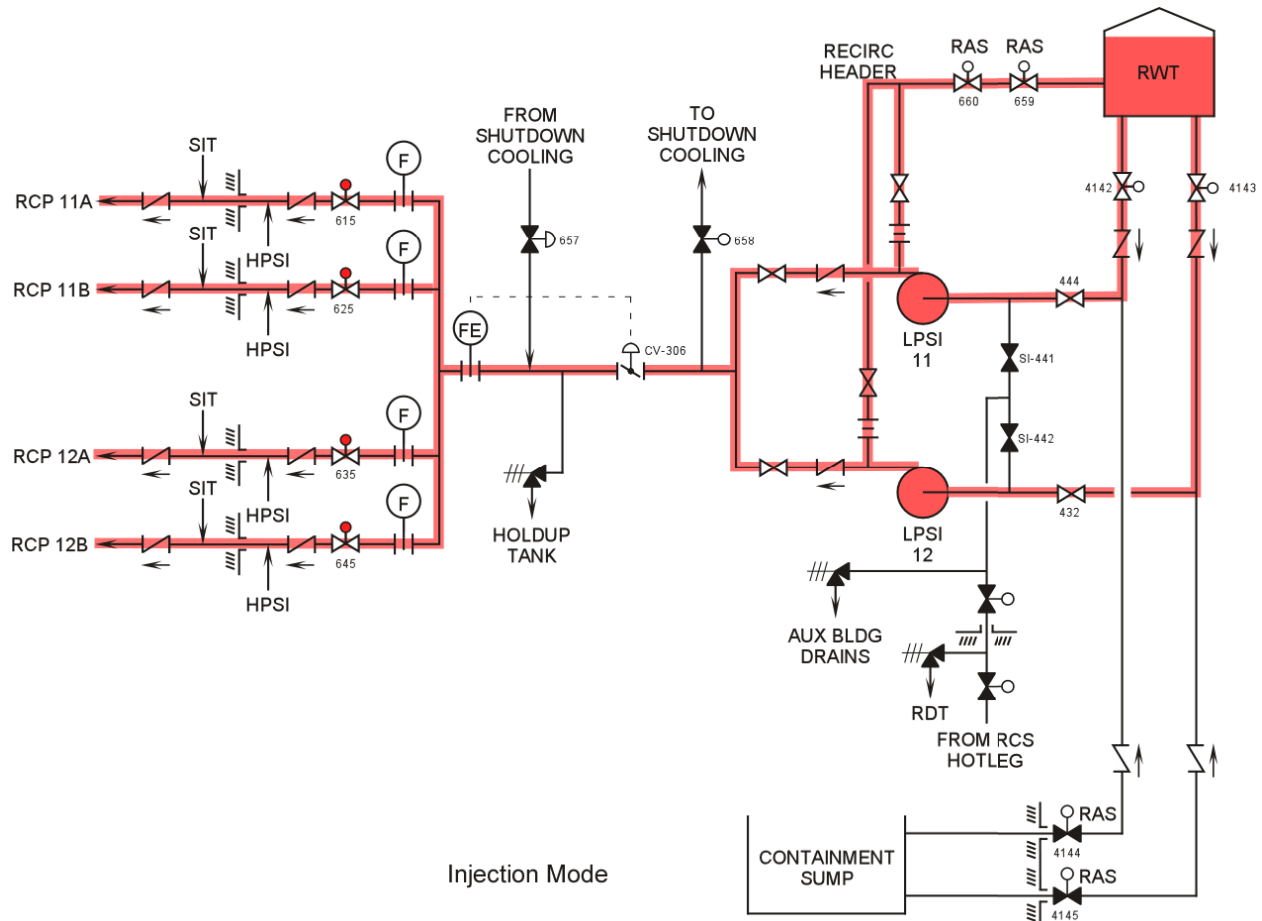 RECIRC
HEADER
RAS
RAS
RWT
660
659
FROM
SHUTDOWN
COOLING
TO
SHUTDOWN
COOLING
SIT
F
RCP 11A
615
HPSI
4142
4143
SIT
F
657
658
RCP 11B
625
HPSI
FE
CV-306
444
LPSI
11
SI-441
SIT
F
RCP 12A
635
HPSI
SI-442
SIT
F
RCP 12B
645
HPSI
HOLDUP
TANK
432
LPSI
12
AUX BLDG
DRAINS
RDT
FROM RCS
HOTLEG
CONTAINMENT
SUMP
RAS
4144
RAS
4145
Injection Mode